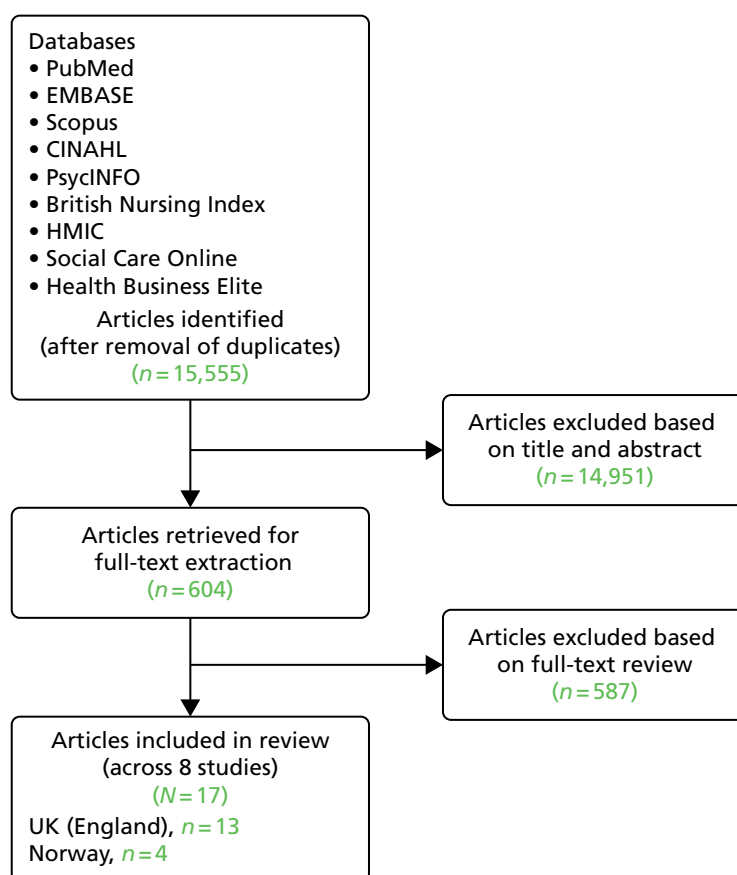 Databases
• PubMed
• EMBASE
• Scopus
• CINAHL
• PsycINFO
• British Nursing Index
• HMIC
• Social Care Online
• Health Business Elite
Articles identified
(after removal of duplicates)
(n = 15,555)
Articles excluded based
on title and abstract
(n = 14,951)
Articles retrieved for
full-text extraction
(n = 604)
Articles excluded based
on full-text review
(n = 587)
Articles included in review
(across 8 studies)
(N = 17)
UK (England), n = 13
Norway, n = 4